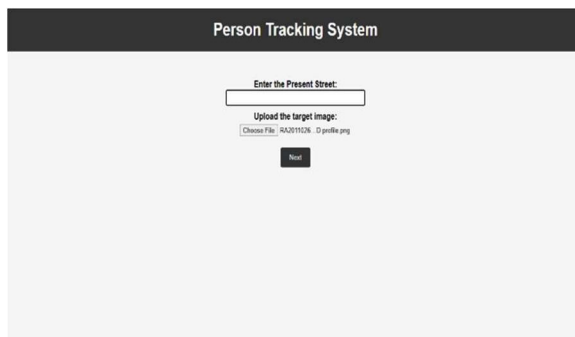 Person Tracking System
Enter the Present Street:
Upload the target image:
Choose File RA2011026...D profile.png
Next